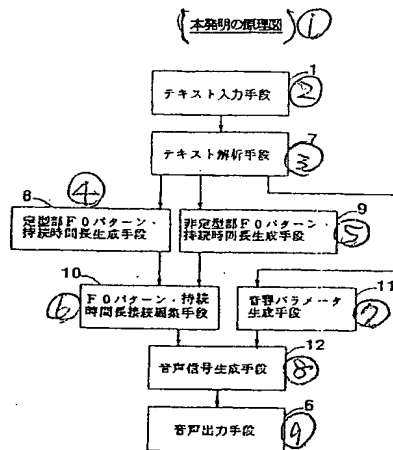 (本発明の原理図) ①
1
テキスト入力手段 ②
7
テキスト解析手段 ③
④
8
定型部F0パターン・
持続時間長生成手段
9
非定型部F0パターン・
持続時間長生成手段 ⑤
10
F0パターン・持続
時間長接続編集手段 ⑥
11
音響パラメータ
生成手段 ⑦
12
音声信号生成手段 ⑧
6
音声出力手段 ⑨